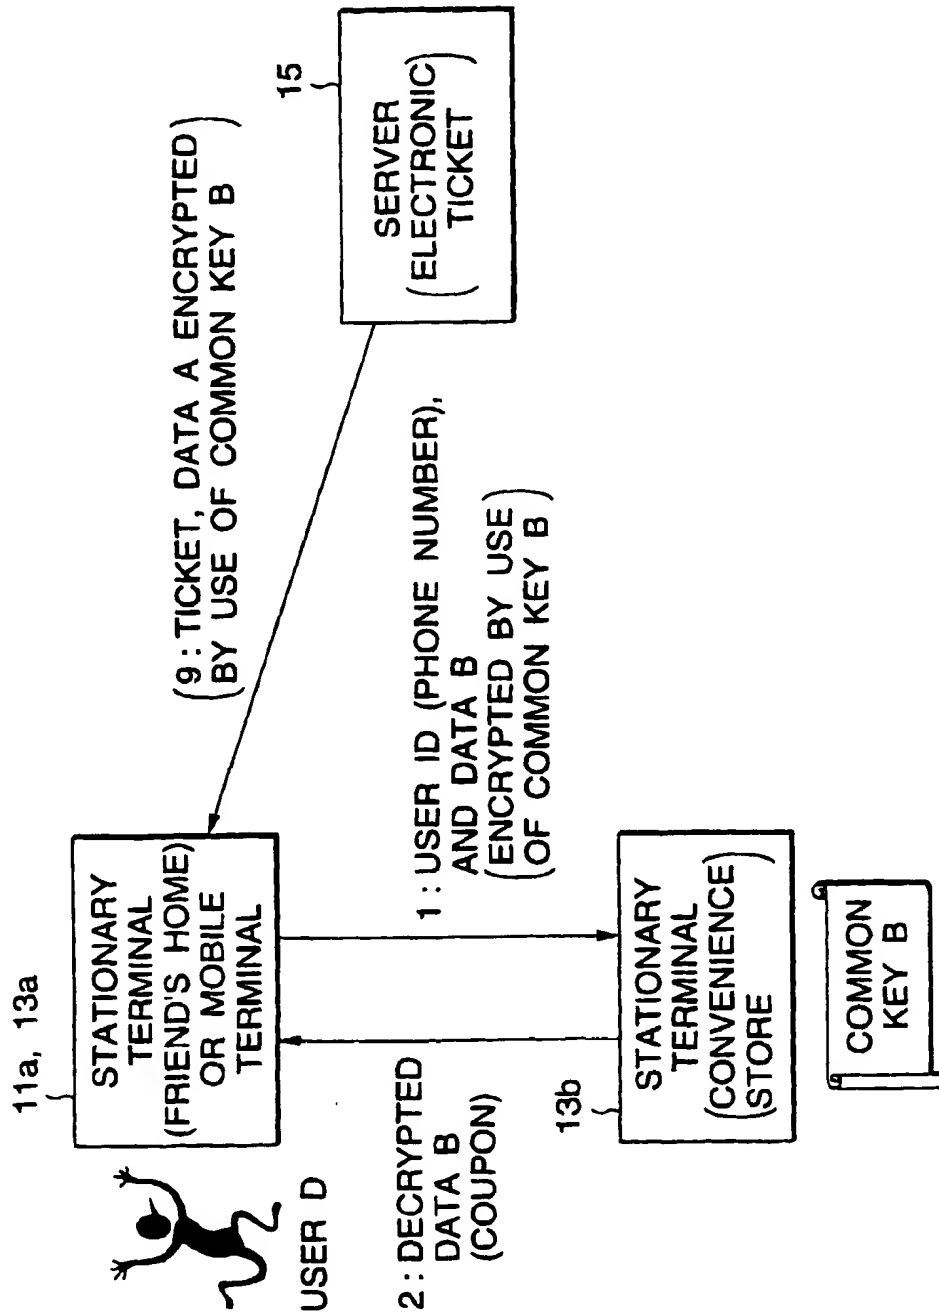 11a, 13a
STATIONARY
TERMINAL
(FRIEND'S HOME)
OR MOBILE
TERMINAL
USER D
(9 : TICKET, DATA A ENCRYPTED
BY USE OF COMMON KEY B)
15
SERVER
(ELECTRONIC
TICKET)
1 : USER ID (PHONE NUMBER),
AND DATA B
(ENCRYPTED BY USE
OF COMMON KEY B)
2 : DECRYPTED
DATA B
(COUPON)
13b
STATIONARY
TERMINAL
(CONVENIENCE
STORE)
COMMON
KEY B